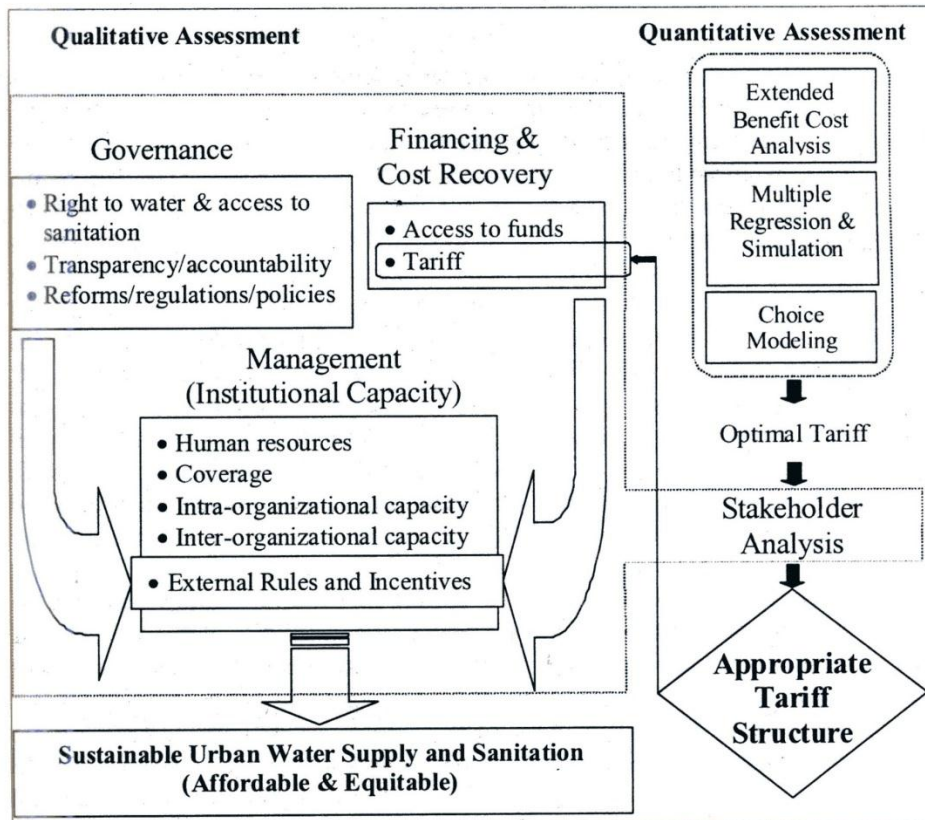 Qualitative Assessment
Quantitative Assessment
Extended
Benefit Cost
Analysis
Multiple
Regression &
Simulation
Choice
Modeling
Optimal Tariff
Stakeholder
Analysis
Appropriate
Tariff
Structure
Governance
• Right to water & access to
sanitation
• Transparency/accountability
• Reforms/regulations/policies
Financing &
Cost Recovery
• Access to funds
• Tariff
Management
(Institutional Capacity)
• Human resources
• Coverage
• Intra-organizational capacity
• Inter-organizational capacity
• External Rules and Incentives
Sustainable Urban Water Supply and Sanitation
(Affordable & Equitable)